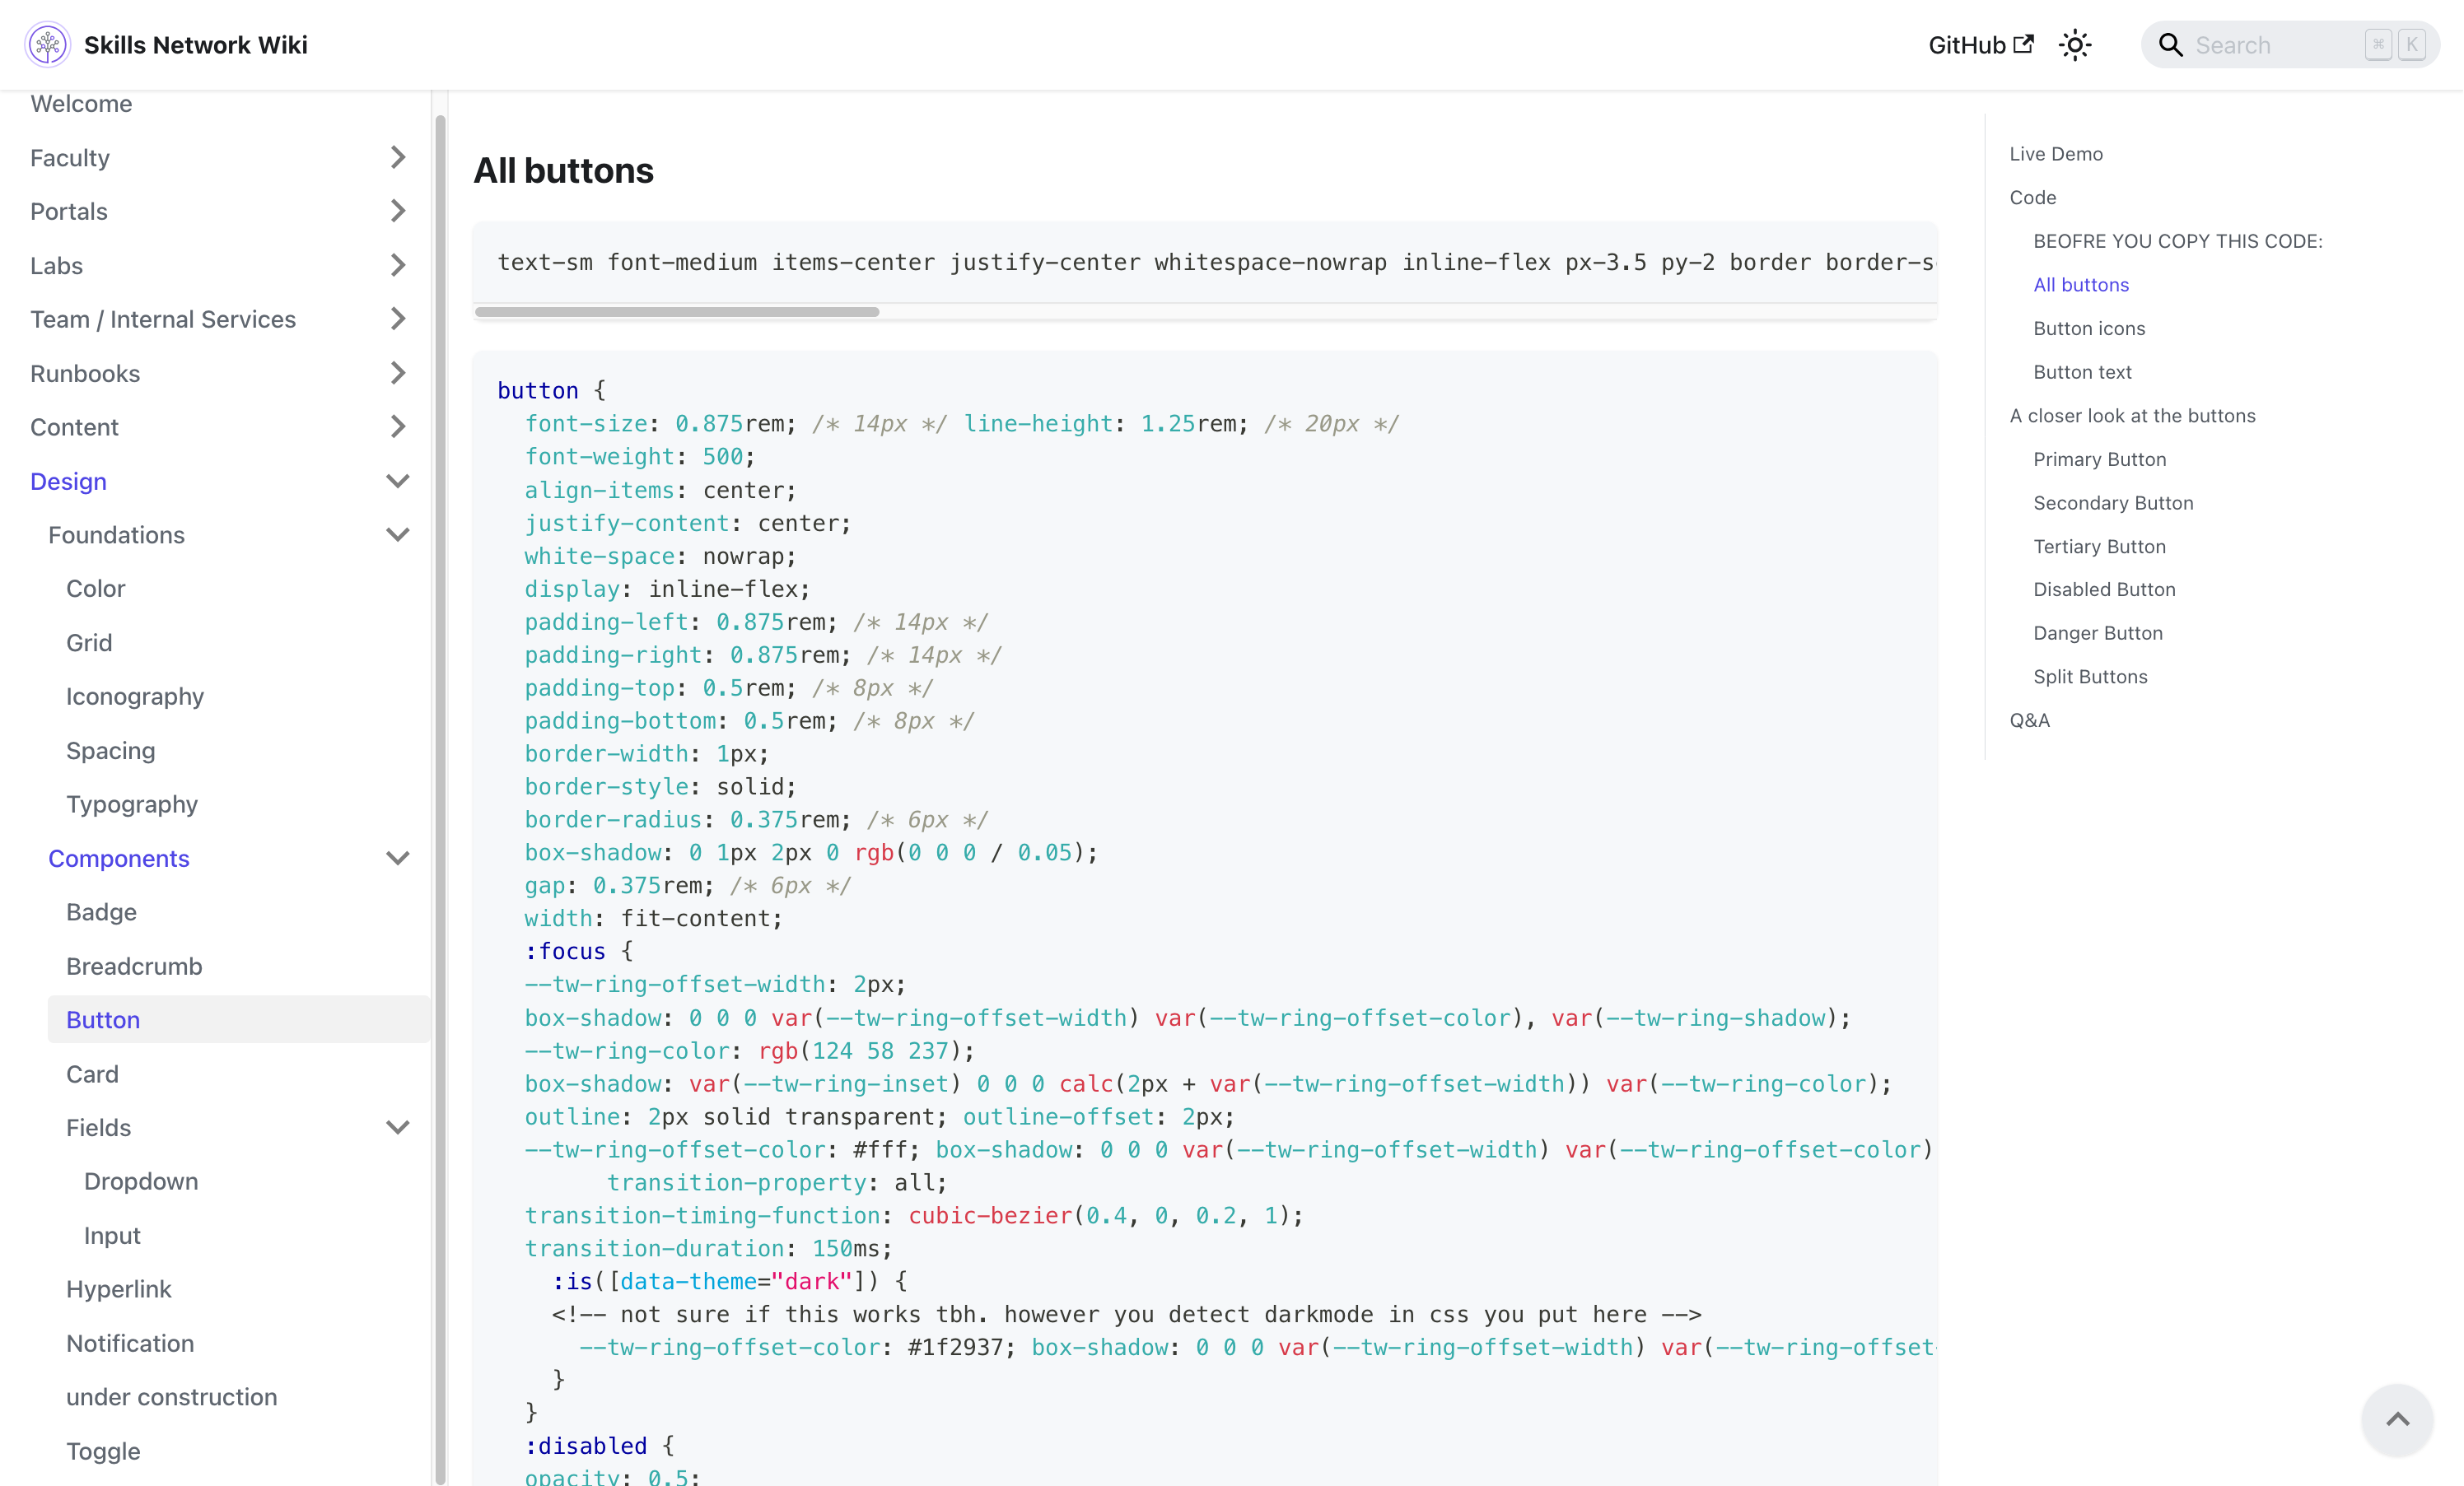 Skills Network Wiki
GitHub
Search
⌘ K
Welcome
Faculty
Portals
Labs
Team / Internal Services
Runbooks
Content
Design
Foundations
Color
Grid
Iconography
Spacing
Typography
Components
Badge
Breadcrumb
Button
Card
Fields
Dropdown
Input
Hyperlink
Notification
under construction
Toggle
All buttons
text-sm font-medium items-center justify-center whitespace-nowrap inline-flex px-3.5 py-2 border
button {
font-size: 0.875rem; /* 14px */ line-height: 1.25rem; /* 20px */
font-weight: 500;
align-items: center;
justify-content: center;
white-space: nowrap;
display: inline-flex;
padding-left: 0.875rem; /* 14px */
padding-right: 0.875rem; /* 14px */
padding-top: 0.5rem; /* 8px */
padding-bottom: 0.5rem; /* 8px */
border-width: 1px;
border-style: solid;
border-radius: 0.375rem; /* 6px */
box-shadow: 0 1px 2px 0 rgb(0 0 0 / 0.05);
gap: 0.375rem; /* 6px */
width: fit-content;
:focus {
--tw-ring-offset-width: 2px;
box-shadow: 0 0 0 var(--tw-ring-offset-width) var(--tw-ring-offset-color), var(--tw-ring-shadow);
--tw-ring-color: rgb(124 58 237);
box-shadow: var(--tw-ring-inset) 0 0 0 calc(2px + var(--tw-ring-offset-width)) var(--tw-ring-color);
outline: 2px solid transparent; outline-offset: 2px;
--tw-ring-offset-color: #fff; box-shadow: 0 0 0 var(--tw-ring-offset-width) var(--tw-ring-offset-color)
transition-property: all;
transition-timing-function: cubic-bezier(0.4, 0, 0.2, 1);
transition-duration: 150ms;
:is([data-theme="dark"]) {
<!-- not sure if this works tbh. however you detect darkmode in css you put here -->
--tw-ring-offset-color: #1f2937; box-shadow: 0 0 0 var(--tw-ring-offset-width) var(--tw-ring-offset-
}
}
:disabled {
opacity: 0.5;
Live Demo
Code
BEOFRE YOU COPY THIS CODE:
All buttons
Button icons
Button text
A closer look at the buttons
Primary Button
Secondary Button
Tertiary Button
Disabled Button
Danger Button
Split Buttons
Q&A